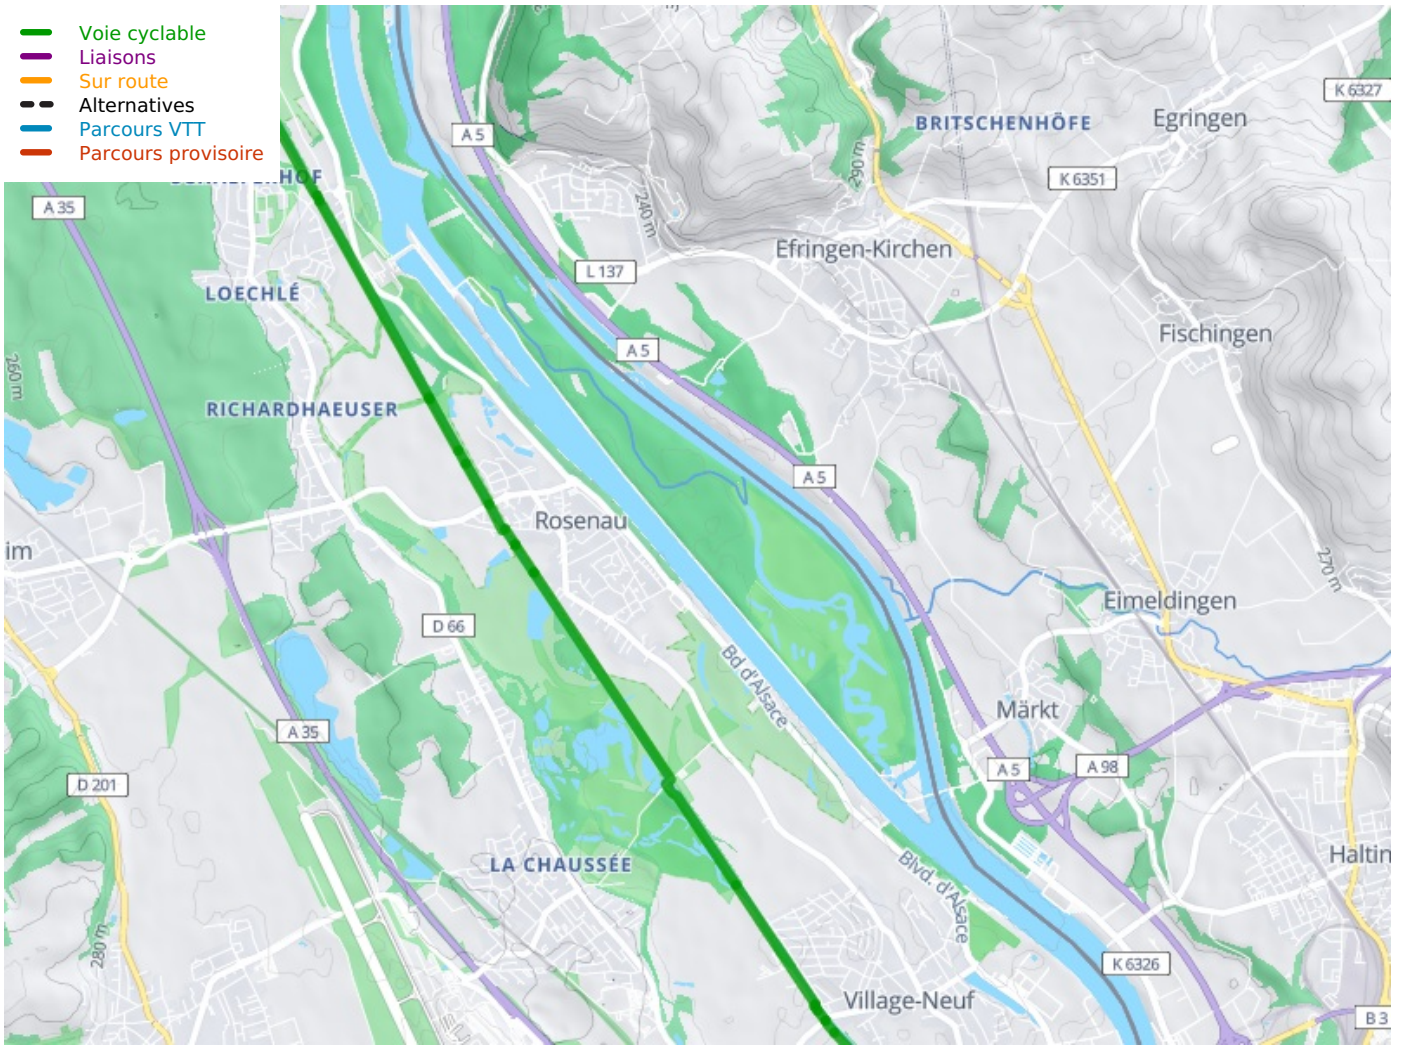 Voie cyclable
Liaisons
Sur route
Alternatives
Parcours VTT
Parcours provisoire
K 6327
Egringen
BRITSCHENHÖFE
A 5
290 m
K 6351
A 35
240 m
Efringen-Kirchen
L 137
LOECHLÉ
Fischingen
A 5
260 m
RICHARDHAEUSER
A 5
Rosenau
im
270 m
Eimeldingen
D 66
Bd d'Alsace
Märkt
A 35
A 5
A 98
D 201
Haltin
LA CHAUSSÉE
Blvd. d'Alsace
280 m
K 6326
Village-Neuf
B 3